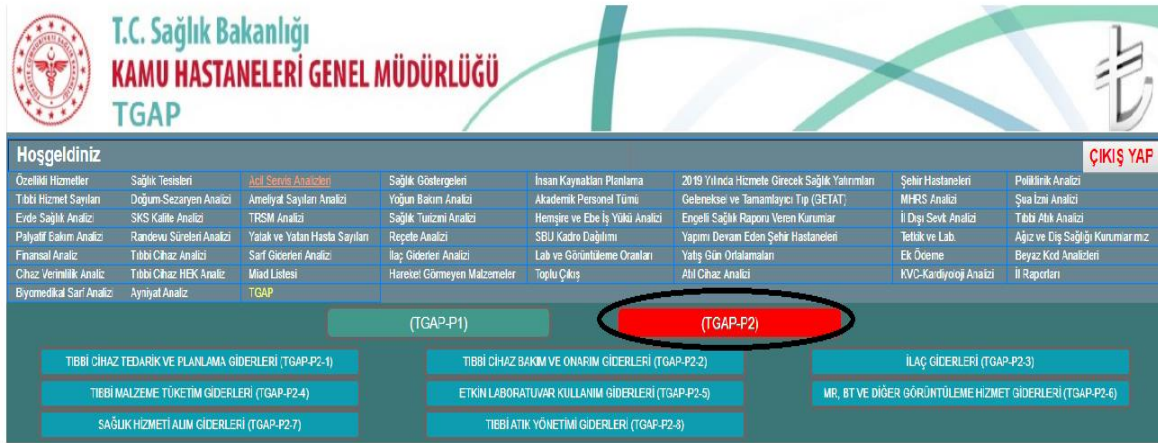 T.C. Sağlık Bakanlığı
KAMU HASTANELERİ GENEL MÜDÜRLÜĞÜ
TGAP
Hoşgeldiniz ÇIKIŞ YAP
Özellikli Hizmetler Sağlık Tesisleri Acil Servis Analizleri Sağlık Göstergeleri İnsan Kaynakları Planlama 2019 Yılında Hizmete Girecek Sağlık Yatırımları Şehir Hastaneleri Poliklinik Analizi
Tıbbi Hizmet Sayıları Doğum-Sezaryen Analizi Ameliyat Sayıları Analizi Yoğun Bakım Analizi Akademik Personel Tümü Geleneksel ve Tamamlayıcı Tıp (GETAT) MHRS Analizi Şua İzni Analizi
Evde Sağlık Analizi SKS Kalite Analizi TRSM Analizi Sağlık Turizmi Analizi Hemşire ve Ebe İş Yükü Analizi Engelli Sağlık Raporu Veren Kurumlar İl Dışı Sevk Analizi Tıbbi Atık Analizi
Palyatif Bakım Analizi Randevu Süreleri Analizi Yatak ve Yatan Hasta Sayıları Reçete Analizi SBU Kadro Dağılımı Yapımı Devam Eden Şehir Hastaneleri Tetkik ve Lab. Ağız ve Diş Sağlığı Kurumlarımız
Finansal Analiz Tıbbi Cihaz Analizi Sarf Giderleri Analizi İlaç Giderleri Analizi Lab ve Görüntüleme Oranları Yatış Gün Ortalamaları Ek Ödeme Beyaz Kod Analizleri
Cihaz Verimlilik Analiz Tıbbi Cihaz HEK Analiz Miad Listesi Hareket Görmeyen Malzemeler Toplu Çıkış Atıl Cihaz Analizi KVC-Kardiyoloji Analizi İl Raporları
Biyomedikal Sarf Analizi Ayniyat Analiz TGAP
(TGAP-P1) (TGAP-P2)
TIBBİ CİHAZ TEDARİK VE PLANLAMA GİDERLERİ (TGAP-P2-1) TIBBİ CİHAZ BAKIM VE ONARIM GİDERLERİ (TGAP-P2-2) İLAÇ GİDERLERİ (TGAP-P2-3)
TIBBİ MALZEME TÜKETİM GİDERLERİ (TGAP-P2-4) ETKİN LABORATUVAR KULLANIM GİDERLERİ (TGAP-P2-5) MR, BT VE DİĞER GÖRÜNTÜLEME HİZMET GİDERLERİ (TGAP-P2-6)
SAĞLIK HİZMETİ ALIM GİDERLERİ (TGAP-P2-7) TIBBİ ATIK YÖNETİMİ GİDERLERİ (TGAP-P2-8)